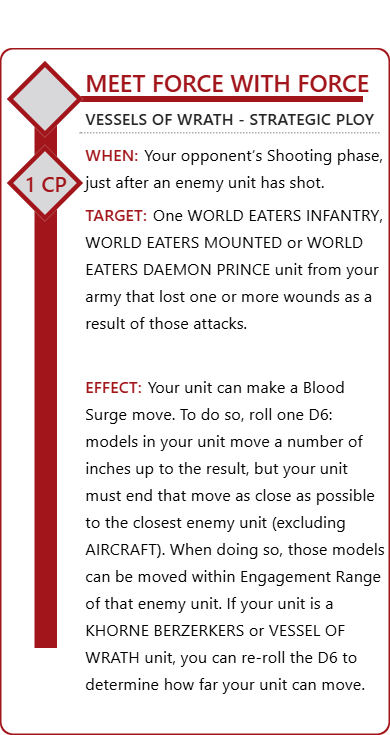 MEET FORCE WITH FORCE
VESSELS OF WRATH - STRATEGIC PLOY
WHEN: Your opponent's Shooting phase,
1 CP
just after an enemy unit has shot.
TARGET: One WORLD EATERS INFANTRY,
WORLD EATERS MOUNTED or WORLD
EATERS DAEMON PRINCE unit from your
army that lost one or more wounds as a
result of those attacks.
EFFECT: Your unit can make a Blood
Surge move. To do so, roll one D6:
models in your unit move a number of
inches up to the result, but your unit
must end that move as close as possible
to the closest enemy unit (excluding
AIRCRAFT). When doing so, those models
can be moved within Engagement Range
of that enemy unit. If your unit is a
KHORNE BERZERKERS or VESSEL OF
WRATH unit, you can re-roll the D6 to
determine how far your unit can move.